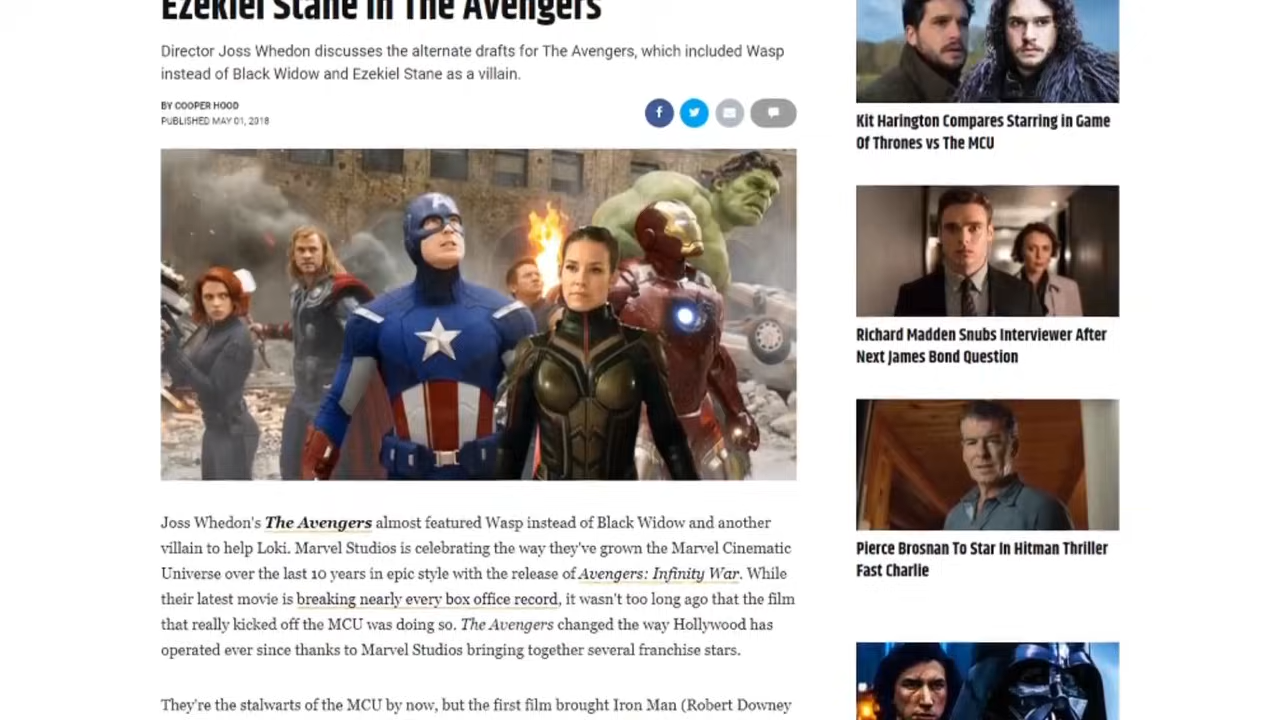 Ezekiel Stane in The Avengers
Director Joss Whedon discusses the alternate drafts for The Avengers, which included Wasp
instead of Black Widow and Ezekiel Stane as a villain.
BY COOPER HOOD
PUBLISHED MAY 01, 2018
Joss Whedon's The Avengers almost featured Wasp instead of Black Widow and another
villain to help Loki. Marvel Studios is celebrating the way they've grown the Marvel Cinematic
Universe over the last 10 years in epic style with the release of Avengers: Infinity War. While
their latest movie is breaking nearly every box office record, it wasn't too long ago that the film
that really kicked off the MCU was doing so. The Avengers changed the way Hollywood has
operated ever since thanks to Marvel Studios bringing together several franchise stars.
They're the stalwarts of the MCU by now, but the first film brought Iron Man (Robert Downey
Kit Harington Compares Starring in Game
Of Thrones vs The MCU
Richard Madden Snubs Interviewer After
Next James Bond Question
Pierce Brosnan To Star In Hitman Thriller
Fast Charlie